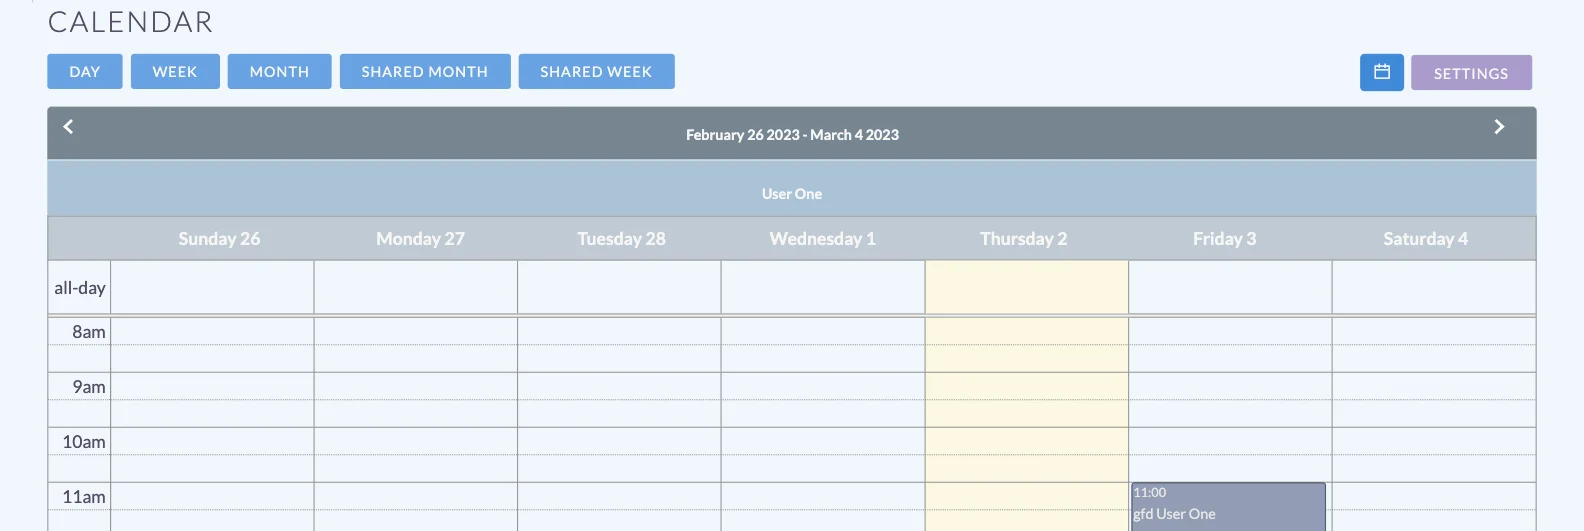 CALENDAR
DAY WEEK MONTH SHARED MONTH SHARED WEEK SETTINGS
February 26 2023 - March 4 2023
User One
Sunday 26 Monday 27 Tuesday 28 Wednesday 1 Thursday 2 Friday 3 Saturday 4
all-day
8am
9am
10am
11am 11:00
gfd User One